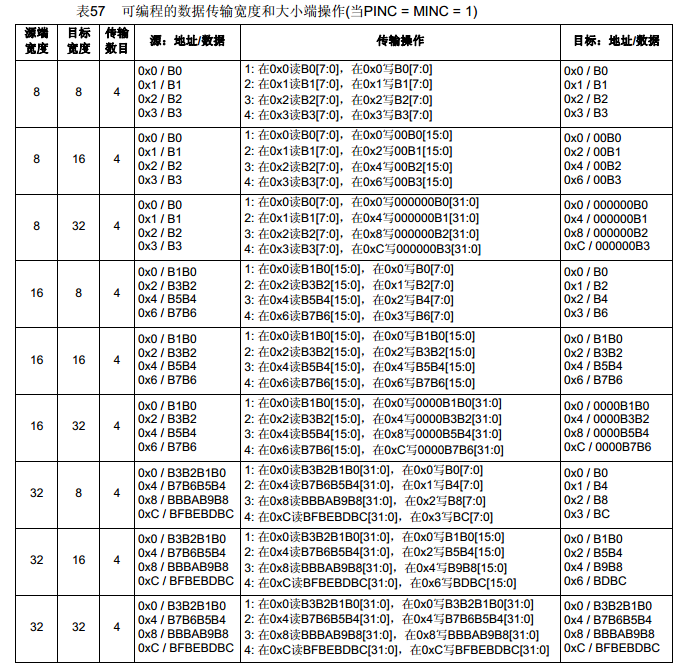 表57 可编程的数据传输宽度和大小端操作(当PINC = MINC = 1)
源端宽度 目标宽度 传输数目 源：地址/数据 传输操作 目标：地址/数据
8 8 4
0x0 / B0 1: 在0x0读B0[7:0]，在0x0写B0[7:0] 0x0 / B0
0x1 / B1 2: 在0x1读B1[7:0]，在0x1写B1[7:0] 0x1 / B1
0x2 / B2 3: 在0x2读B2[7:0]，在0x2写B2[7:0] 0x2 / B2
0x3 / B3 4: 在0x3读B3[7:0]，在0x3写B3[7:0] 0x3 / B3
8 16 4
0x0 / B0 1: 在0x0读B0[7:0]，在0x0写00B0[15:0] 0x0 / 00B0
0x1 / B1 2: 在0x1读B1[7:0]，在0x2写00B1[15:0] 0x2 / 00B1
0x2 / B2 3: 在0x2读B2[7:0]，在0x4写00B2[15:0] 0x4 / 00B2
0x3 / B3 4: 在0x3读B3[7:0]，在0x6写00B3[15:0] 0x6 / 00B3
8 32 4
0x0 / B0 1: 在0x0读B0[7:0]，在0x0写000000B0[31:0] 0x0 / 000000B0
0x1 / B1 2: 在0x1读B1[7:0]，在0x4写000000B1[31:0] 0x4 / 000000B1
0x2 / B2 3: 在0x2读B2[7:0]，在0x8写000000B2[31:0] 0x8 / 000000B2
0x3 / B3 4: 在0x3读B3[7:0]，在0xC写000000B3[31:0] 0xC / 000000B3
16 8 4
0x0 / B1B0 1: 在0x0读B1B0[15:0]，在0x0写B0[7:0] 0x0 / B0
0x2 / B3B2 2: 在0x2读B3B2[15:0]，在0x1写B2[7:0] 0x1 / B2
0x4 / B5B4 3: 在0x4读B5B4[15:0]，在0x2写B4[7:0] 0x2 / B4
0x6 / B7B6 4: 在0x6读B7B6[15:0]，在0x3写B6[7:0] 0x3 / B6
16 16 4
0x0 / B1B0 1: 在0x0读B1B0[15:0]，在0x0写B1B0[15:0] 0x0 / B1B0
0x2 / B3B2 2: 在0x2读B3B2[15:0]，在0x2写B3B2[15:0] 0x2 / B3B2
0x4 / B5B4 3: 在0x4读B5B4[15:0]，在0x4写B5B4[15:0] 0x4 / B5B4
0x6 / B7B6 4: 在0x6读B7B6[15:0]，在0x6写B7B6[15:0] 0x6 / B7B6
16 32 4
0x0 / B1B0 1: 在0x0读B1B0[15:0]，在0x0写0000B1B0[31:0] 0x0 / 0000B1B0
0x2 / B3B2 2: 在0x2读B3B2[15:0]，在0x4写0000B3B2[31:0] 0x4 / 0000B3B2
0x4 / B5B4 3: 在0x4读B5B4[15:0]，在0x8写0000B5B4[31:0] 0x8 / 0000B5B4
0x6 / B7B6 4: 在0x6读B7B6[15:0]，在0xC写0000B7B6[31:0] 0xC / 0000B7B6
32 8 4
0x0 / B3B2B1B0 1: 在0x0读B3B2B1B0[31:0]，在0x0写B0[7:0] 0x0 / B0
0x4 / B7B6B5B4 2: 在0x4读B7B6B5B4[31:0]，在0x1写B4[7:0] 0x1 / B4
0x8 / BBBAB9B8 3: 在0x8读BBBAB9B8[31:0]，在0x2写B8[7:0] 0x2 / B8
0xC / BFBEBDBC 4: 在0xC读BFBEBDBC[31:0]，在0x3写BC[7:0] 0x3 / BC
32 16 4
0x0 / B3B2B1B0 1: 在0x0读B3B2B1B0[31:0]，在0x0写B1B0[15:0] 0x0 / B1B0
0x4 / B7B6B5B4 2: 在0x4读B7B6B5B4[31:0]，在0x2写B5B4[15:0] 0x2 / B5B4
0x8 / BBBAB9B8 3: 在0x8读BBBAB9B8[31:0]，在0x4写B9B8[15:0] 0x4 / B9B8
0xC / BFBEBDBC 4: 在0xC读BFBEBDBC[31:0]，在0x6写BDBC[15:0] 0x6 / BDBC
32 32 4
0x0 / B3B2B1B0 1: 在0x0读B3B2B1B0[31:0]，在0x0写B3B2B1B0[31:0] 0x0 / B3B2B1B0
0x4 / B7B6B5B4 2: 在0x4读B7B6B5B4[31:0]，在0x4写B7B6B5B4[31:0] 0x4 / B7B6B5B4
0x8 / BBBAB9B8 3: 在0x8读BBBAB9B8[31:0]，在0x8写BBBAB9B8[31:0] 0x8 / BBBAB9B8
0xC / BFBEBDBC 4: 在0xC读BFBEBDBC[31:0]，在0xC写BFBEBDBC[31:0] 0xC / BFBEBDBC